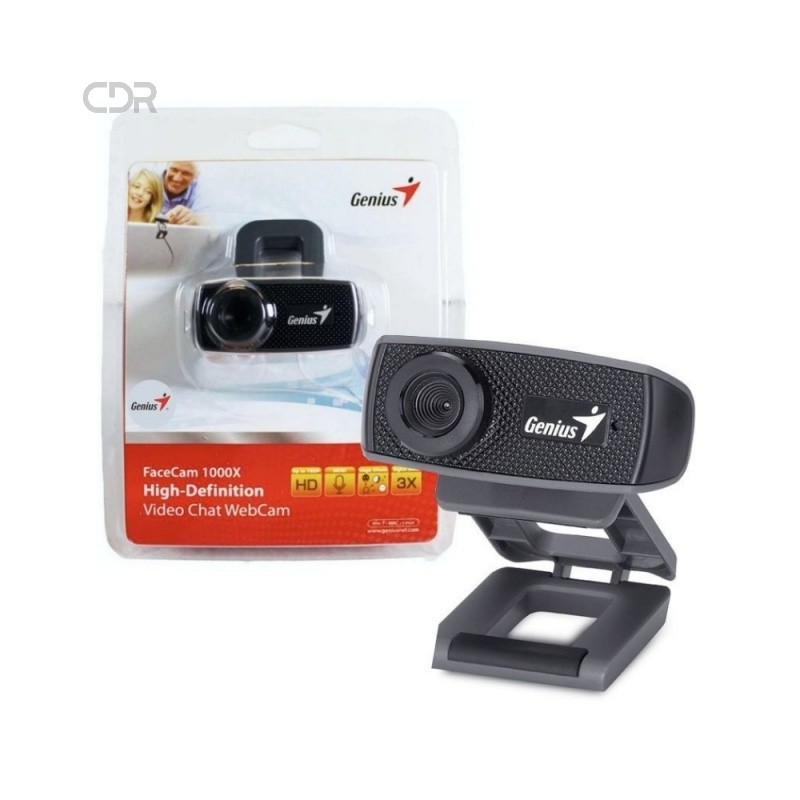 CDR
Genius
Genius
Genius
Genius
FaceCam 1000X
High-Definition
Video Chat WebCam
HD
3X
www.geniusnet.com